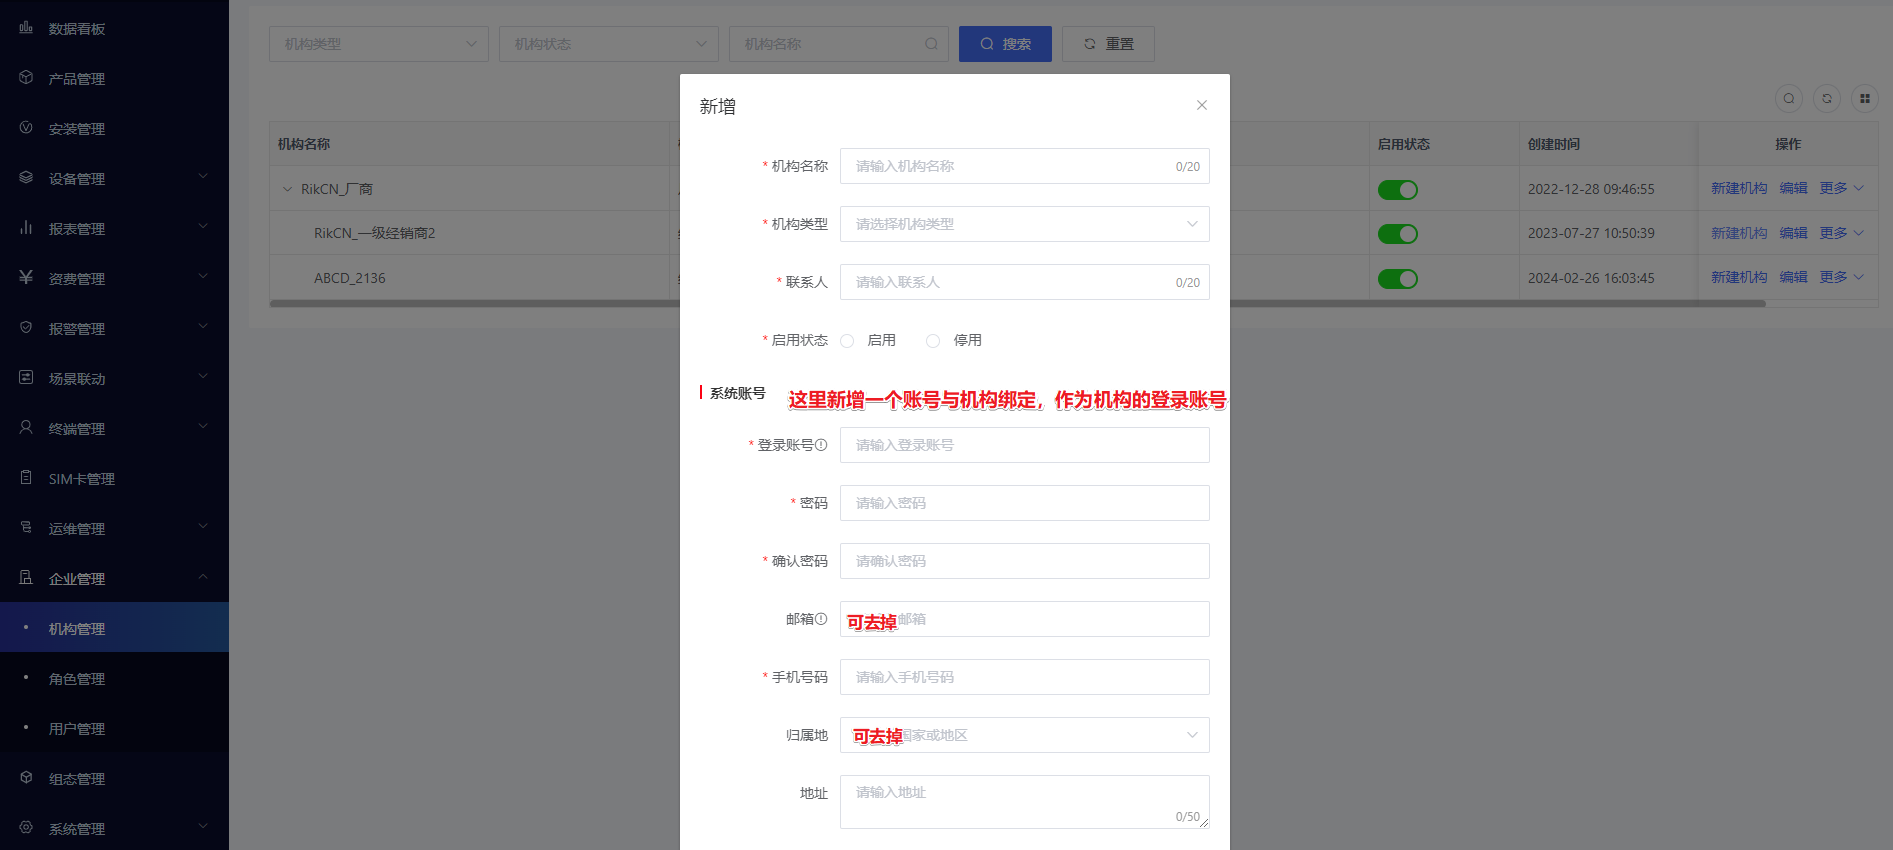 数据看板
产品管理
安装管理
设备管理
报表管理
资费管理
报警管理
场景联动
终端管理
SIM卡管理
运维管理
企业管理
机构管理
角色管理
用户管理
组态管理
系统管理
机构类型 机构状态 机构名称 搜索 重置
机构名称 启用状态 创建时间 操作
RikCN_厂商 2022-12-28 09:46:55 新建机构 编辑 更多
RikCN_一级经销商2 2023-07-27 10:50:39 新建机构 编辑 更多
ABCD_2136 2024-02-26 16:03:45 新建机构 编辑 更多
新增
* 机构名称 请输入机构名称 0/20
* 机构类型 请选择机构类型
* 联系人 请输入联系人 0/20
* 启用状态 启用 停用
系统账号 这里新增一个账号与机构绑定，作为机构的登录账号
* 登录账号 请输入登录账号
* 密码 请输入密码
* 确认密码 请确认密码
邮箱 可去掉 邮箱
* 手机号码 请输入手机号码
归属地 可去掉 国家或地区
地址 请输入地址
0/50